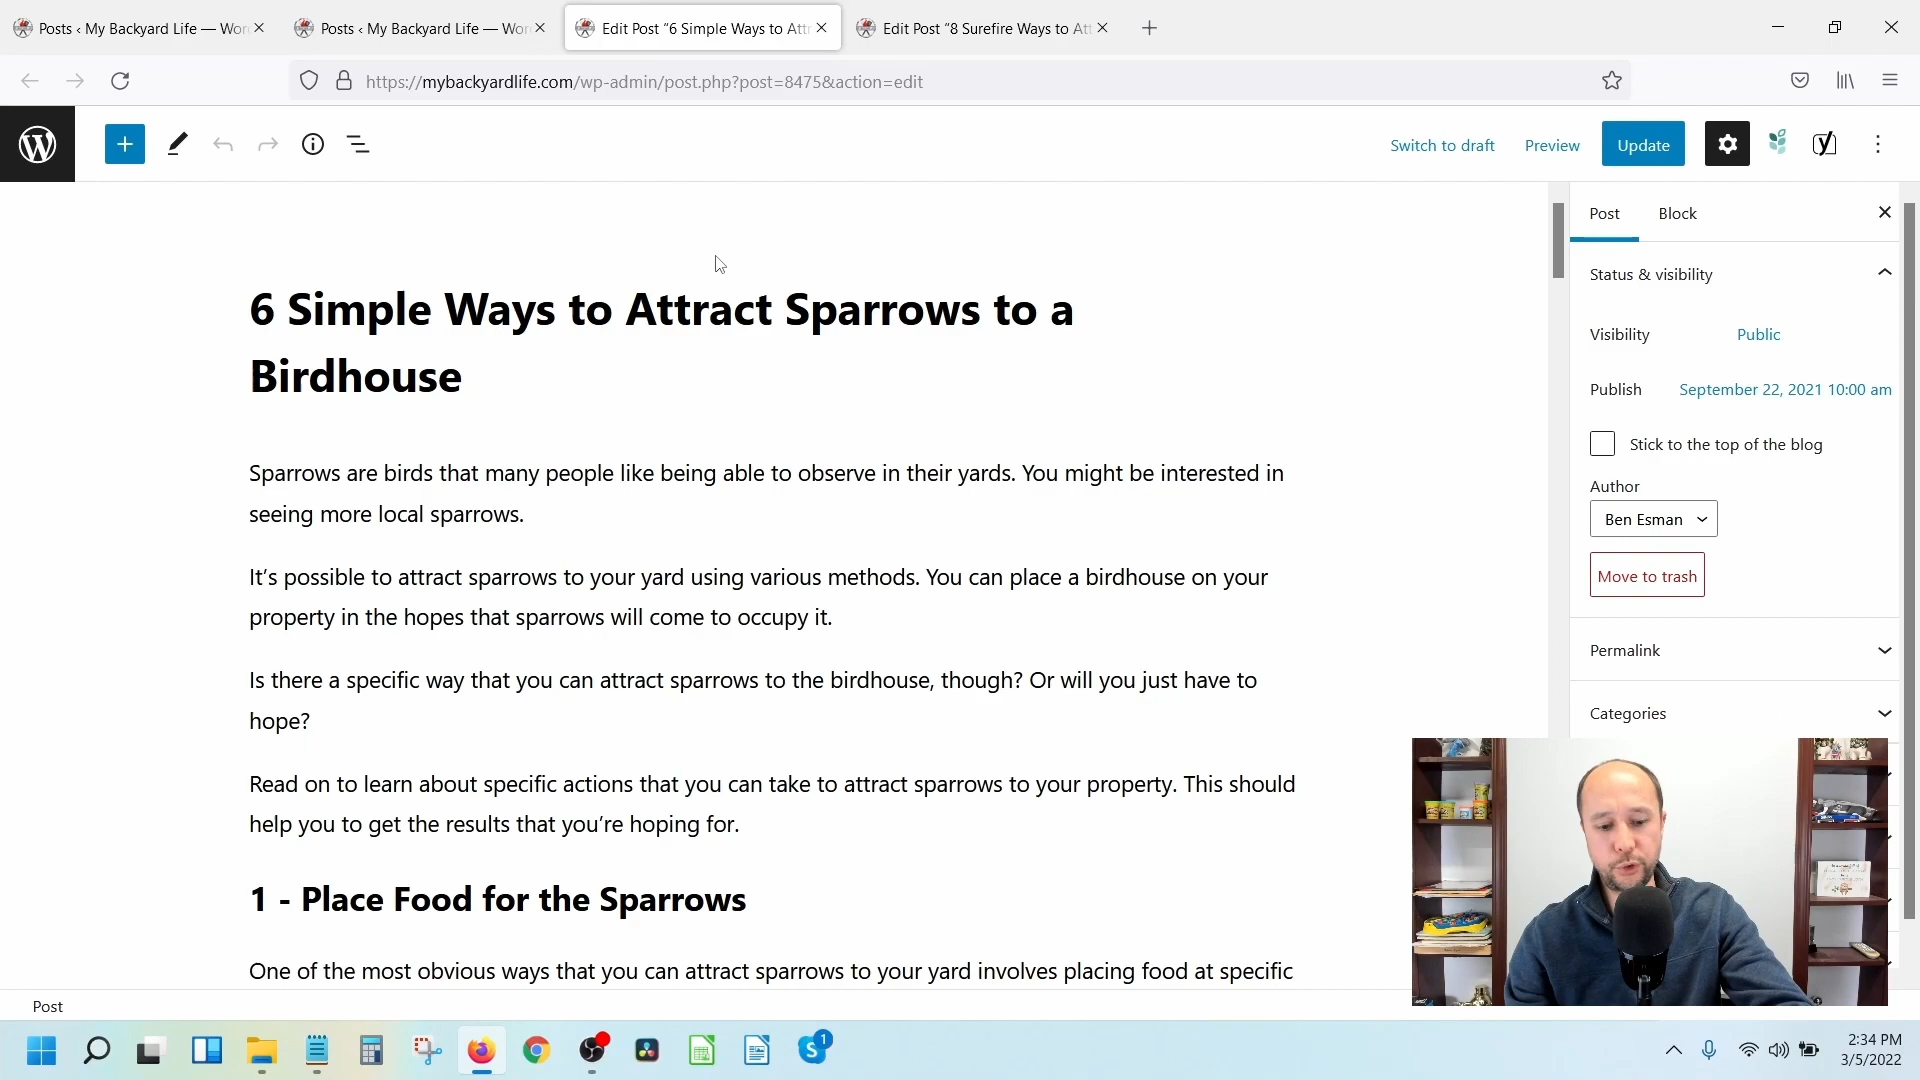 Posts ‹ My Backyard Life — Wor
Posts ‹ My Backyard Life — Wor
Edit Post “6 Simple Ways to Attr
Edit Post “8 Surefire Ways to At
https://mybackyardlife.com/wp-admin/post.php?post=8475&action=edit
Switch to draft
Preview
Update
Post
Block
6 Simple Ways to Attract Sparrows to a
Birdhouse
Sparrows are birds that many people like being able to observe in their yards. You might be interested in
seeing more local sparrows.
It’s possible to attract sparrows to your yard using various methods. You can place a birdhouse on your
property in the hopes that sparrows will come to occupy it.
Is there a specific way that you can attract sparrows to the birdhouse, though? Or will you just have to
hope?
Read on to learn about specific actions that you can take to attract sparrows to your property. This should
help you to get the results that you’re hoping for.
1 - Place Food for the Sparrows
One of the most obvious ways that you can attract sparrows to your yard involves placing food at specific
Status & visibility
Visibility Public
Publish September 22, 2021 10:00 am
Stick to the top of the blog
Author
Ben Esman
Move to trash
Permalink
Categories
Post
1
2:34 PM
3/5/2022